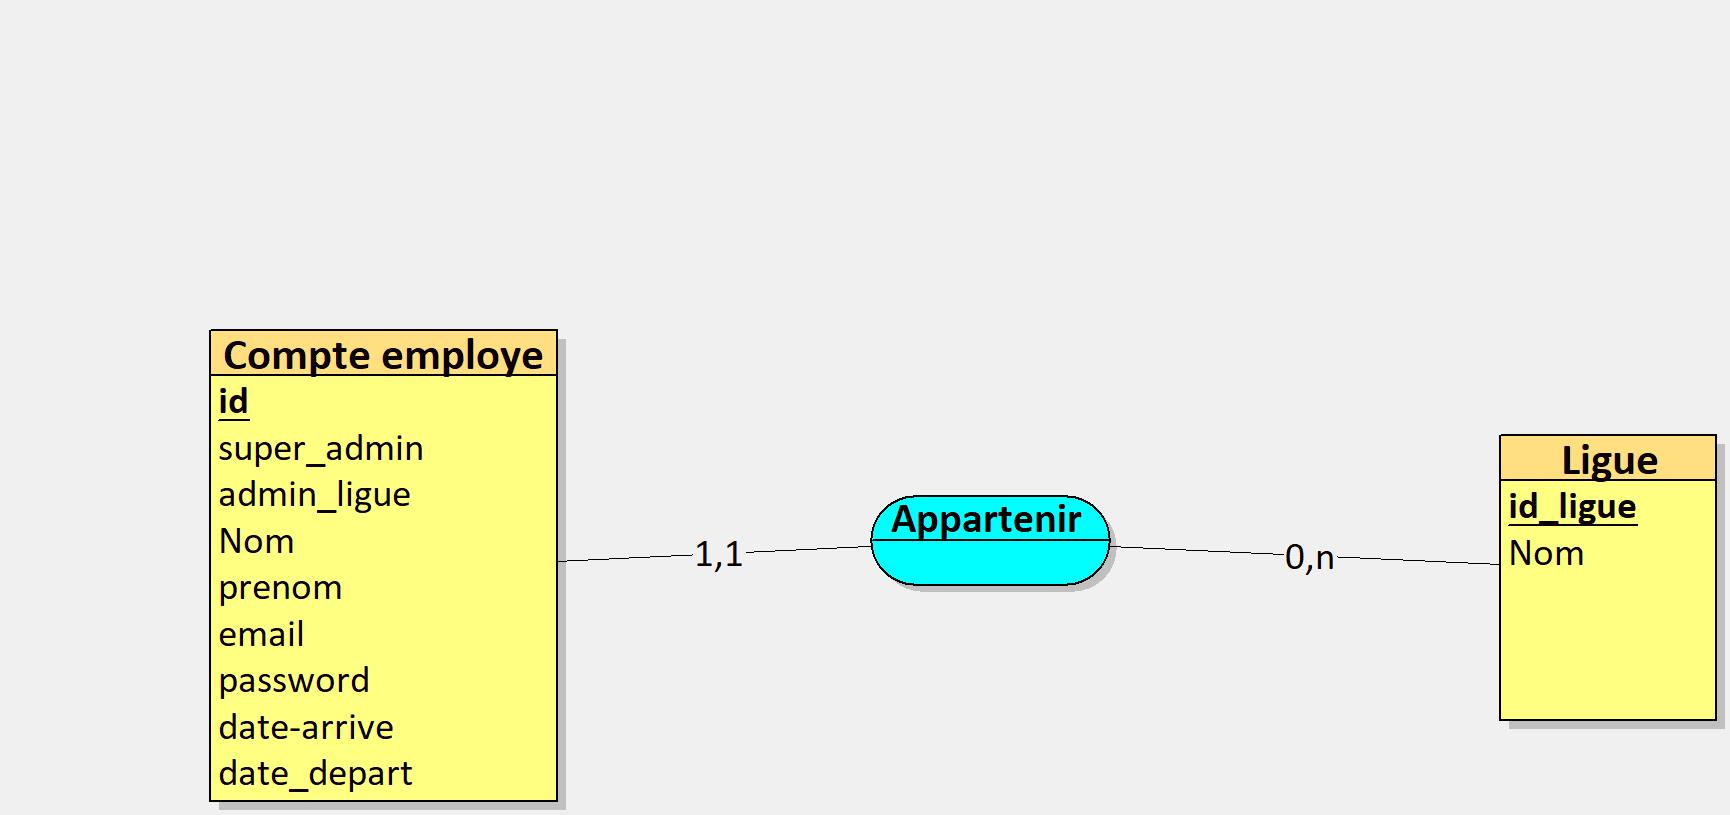 Compte employe
id
super_admin
admin_ligue
Nom
prenom
email
password
date-arrive
date_depart
1,1
Appartenir
0,n
Ligue
id_ligue
Nom